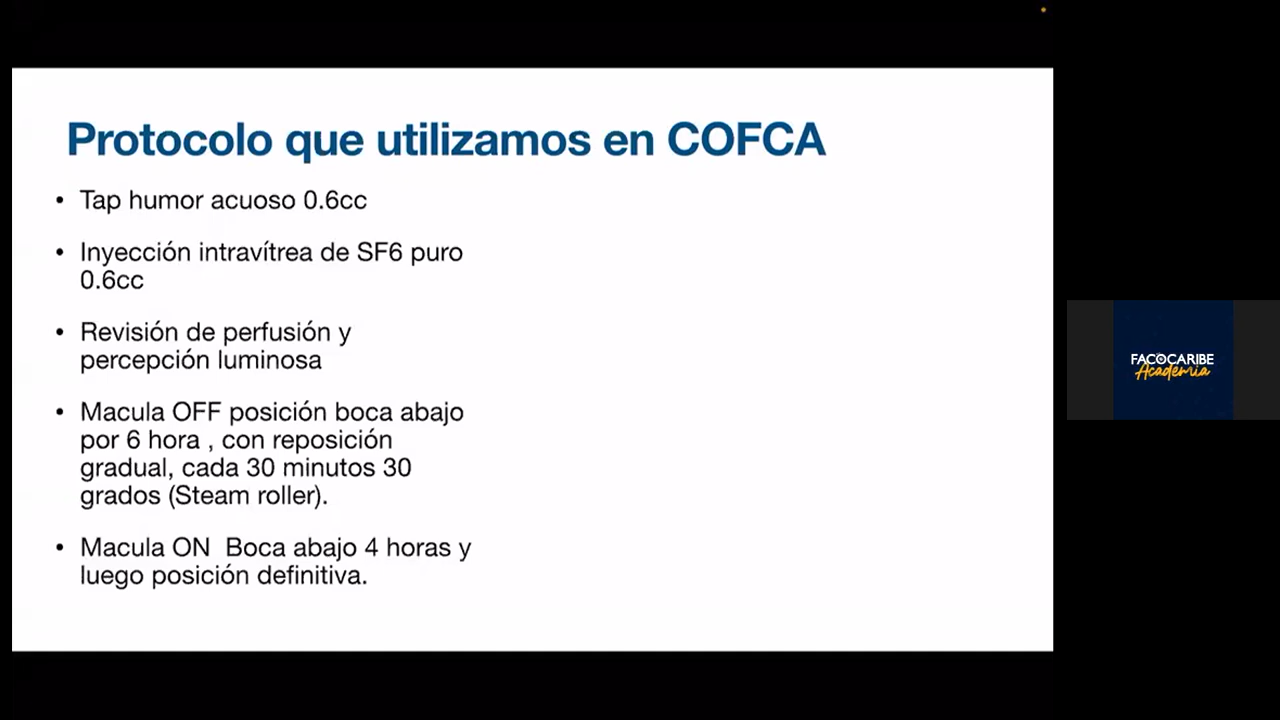 Protocolo que utilizamos en COFCA
• Tap humor acuoso 0.6cc
• Inyección intravítrea de SF6 puro
0.6cc
• Revisión de perfusión y
percepción luminosa
• Macula OFF posición boca abajo
por 6 hora , con reposición
gradual, cada 30 minutos 30
grados (Steam roller).
• Macula ON  Boca abajo 4 horas y
luego posición definitiva.
FACOCARIBE
Academia